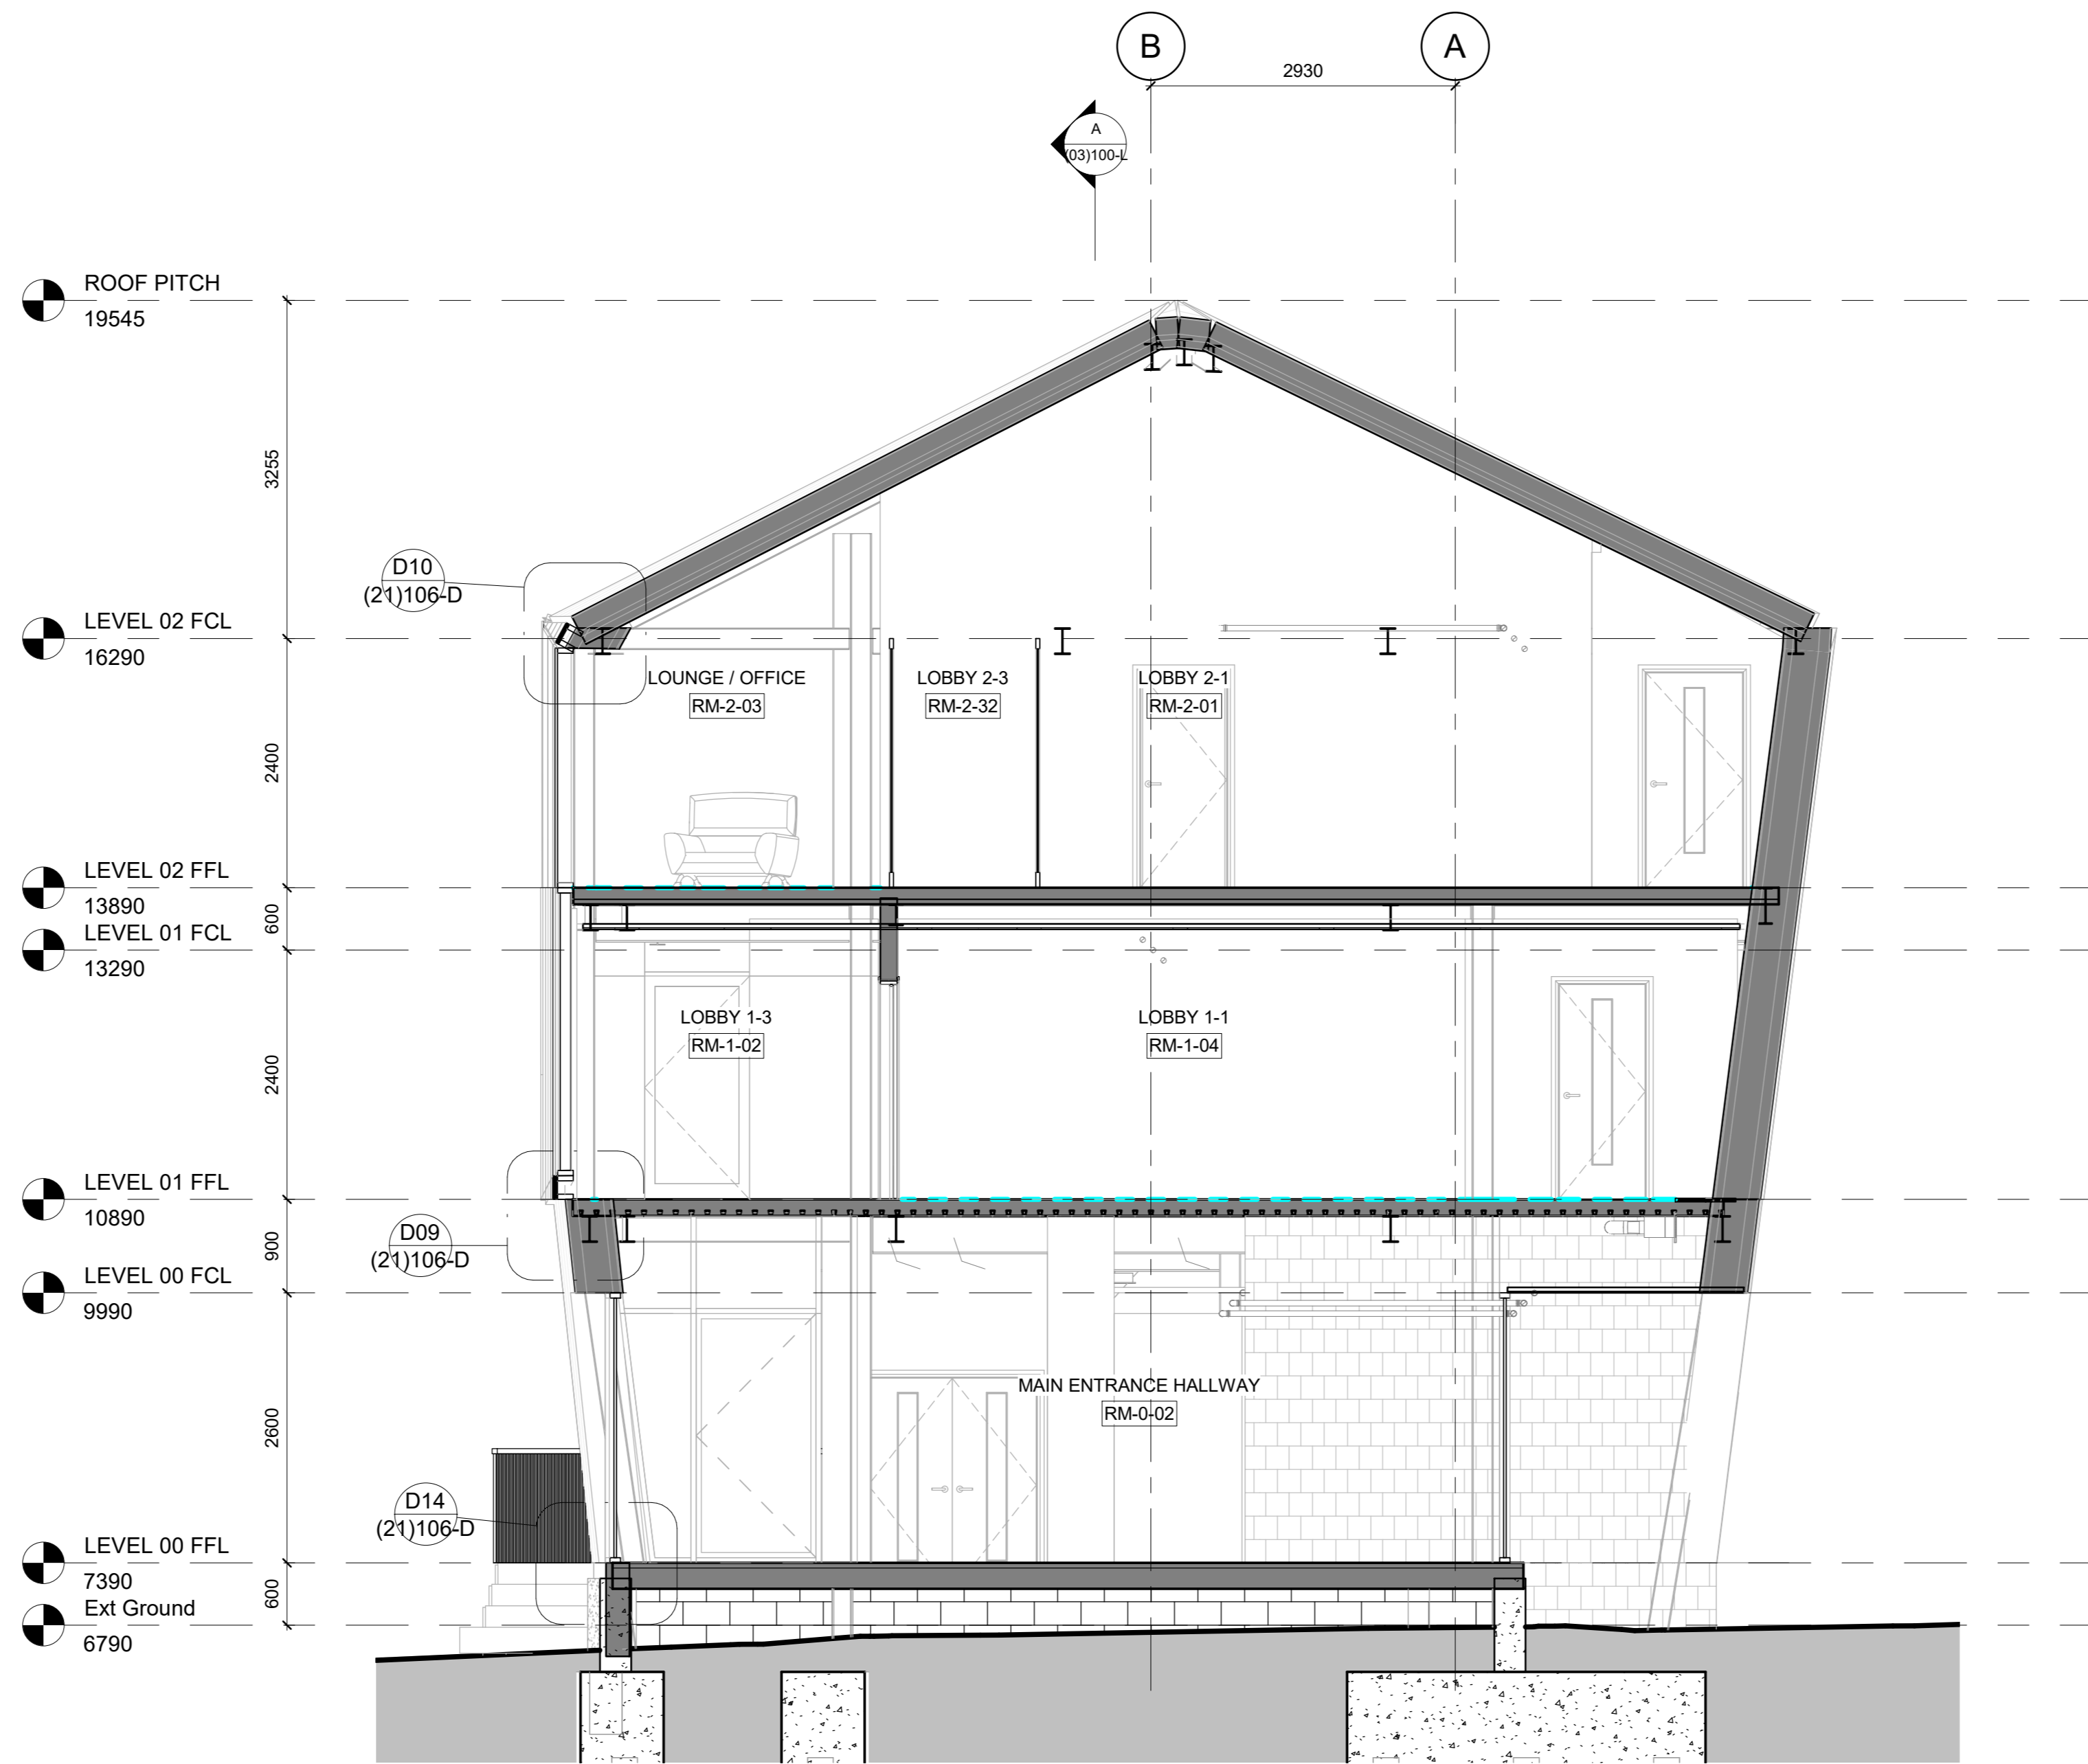 B
A
2930
A
(03)100-L
ROOF PITCH
19545
3255
D10
(21)106-D
LEVEL 02 FCL
16290
LOUNGE / OFFICE
RM-2-03
LOBBY 2-3
RM-2-32
LOBBY 2-1
RM-2-01
2400
LEVEL 02 FFL
13890
600
LEVEL 01 FCL
13290
LOBBY 1-3
RM-1-02
LOBBY 1-1
RM-1-04
2400
LEVEL 01 FFL
10890
D09
(21)106-D
900
LEVEL 00 FCL
9990
MAIN ENTRANCE HALLWAY
RM-0-02
2600
D14
(21)106-D
LEVEL 00 FFL
7390
600
Ext Ground
6790